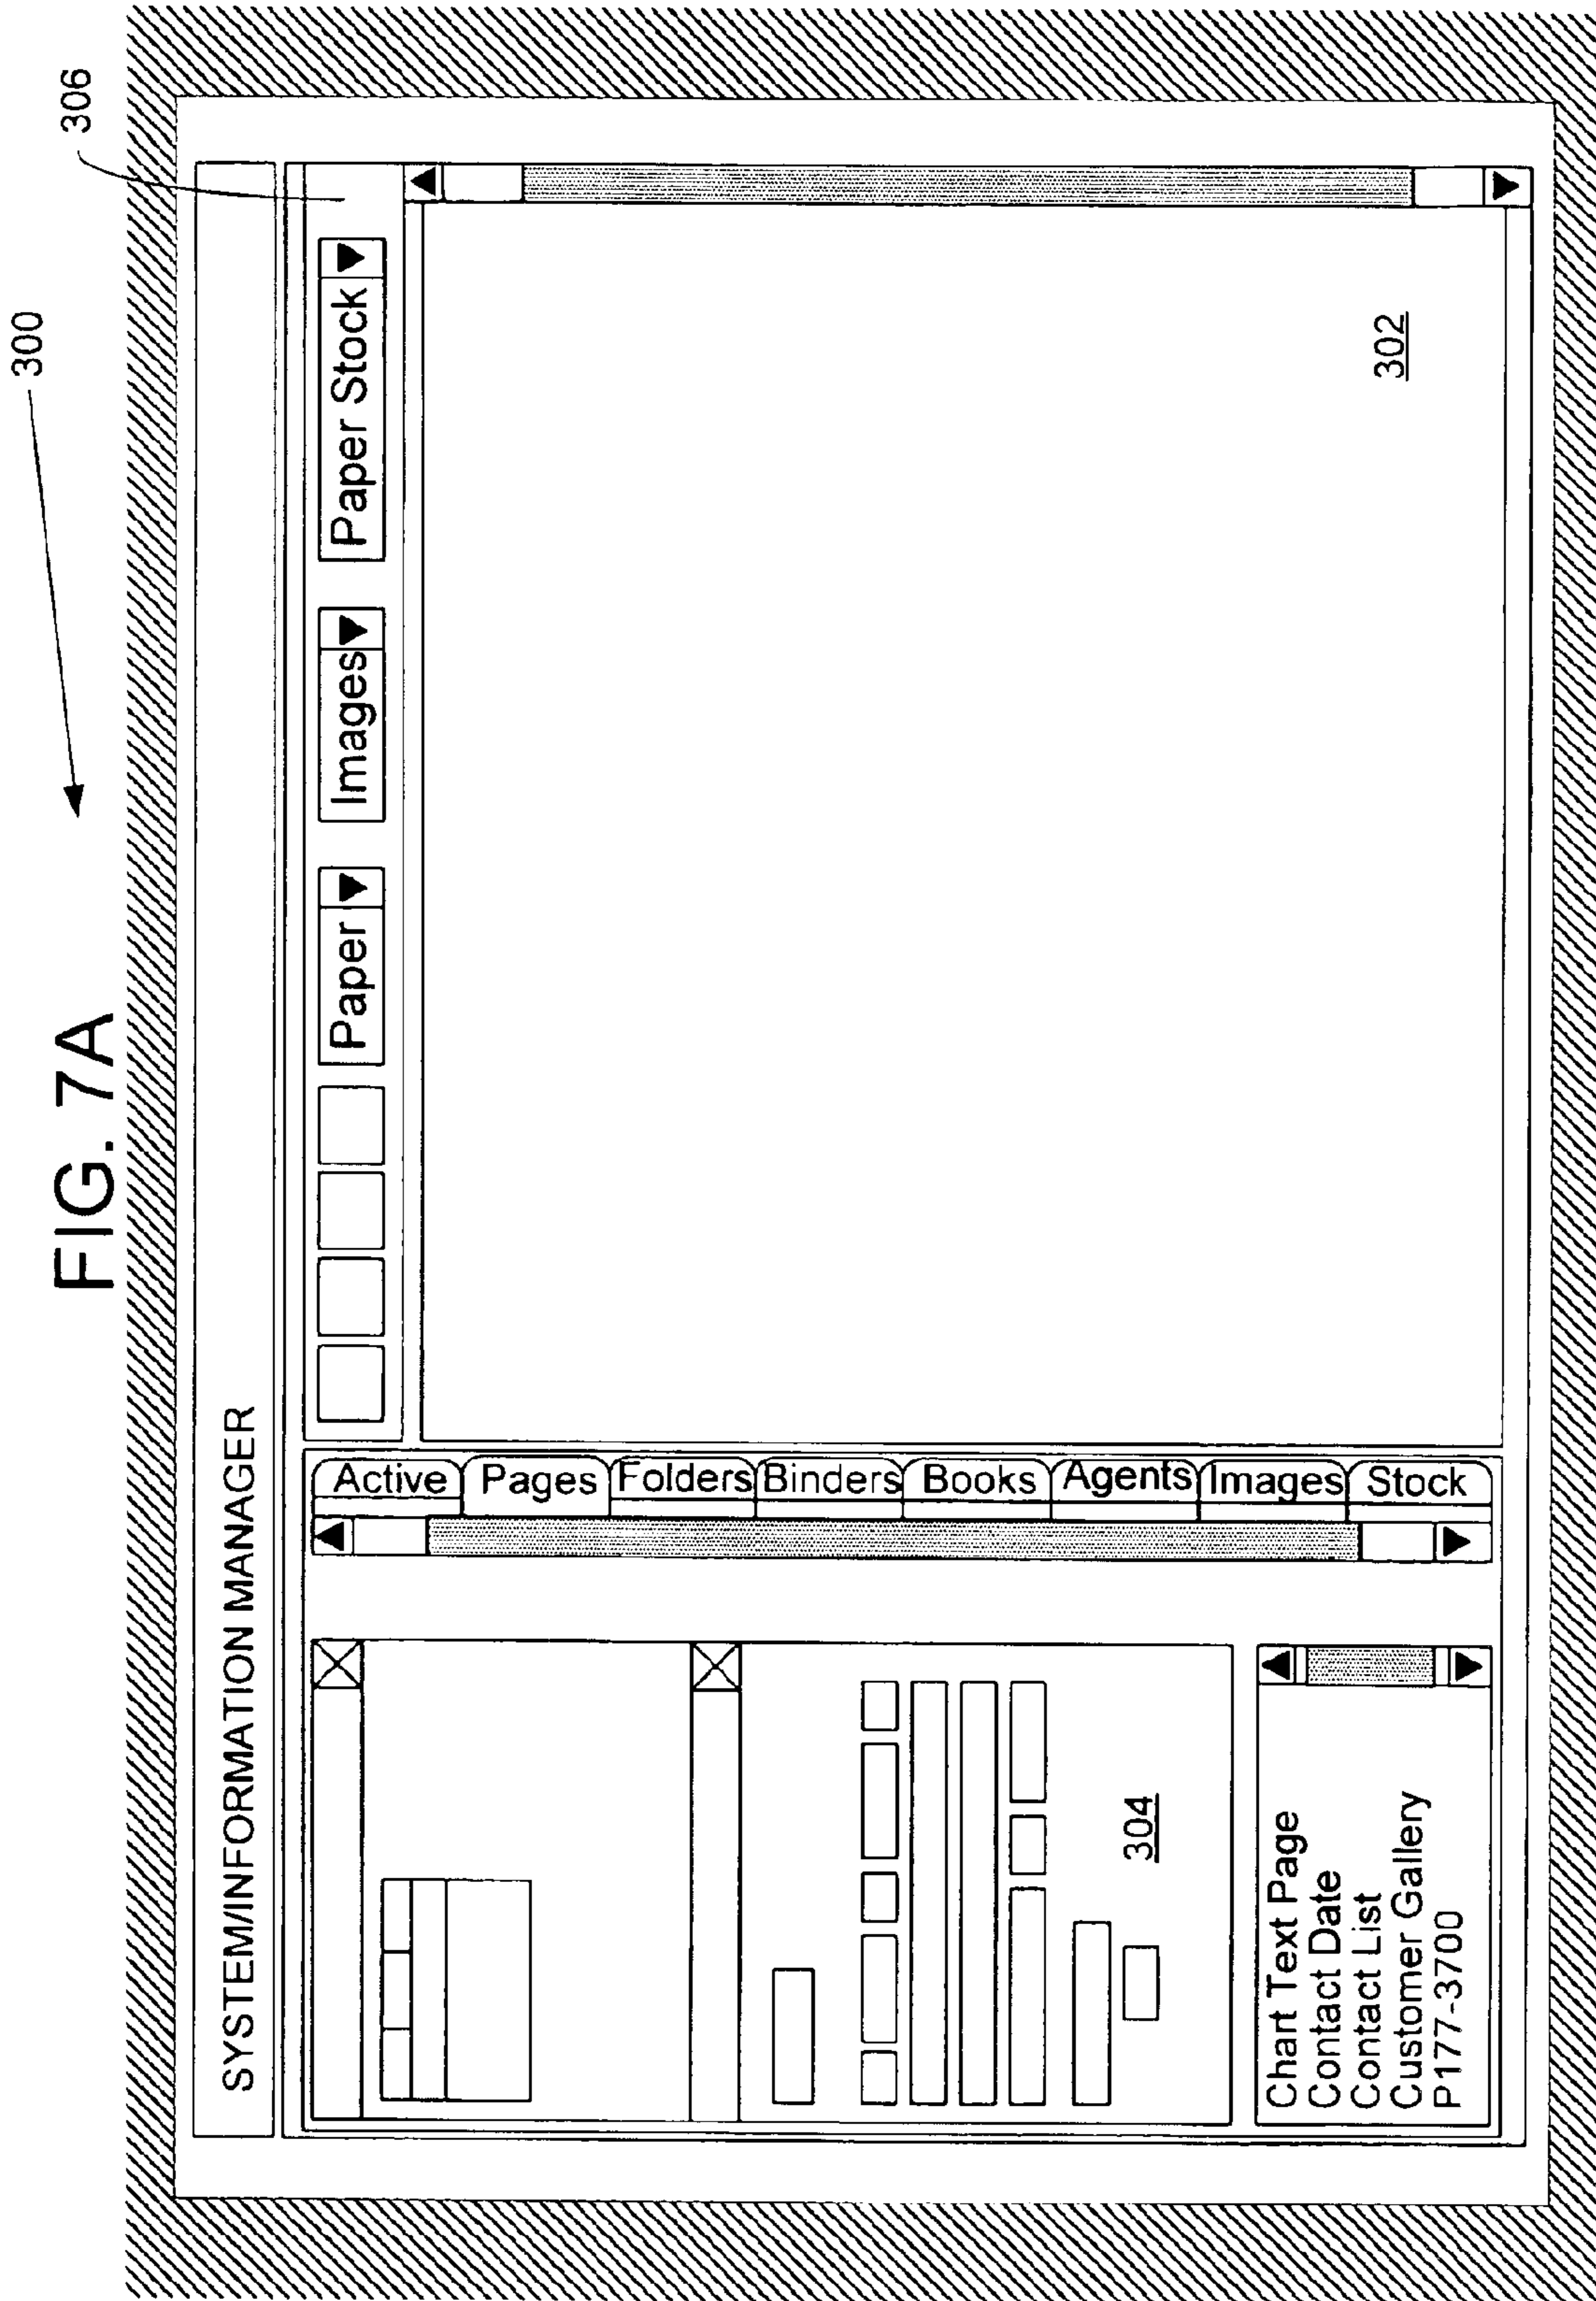 FIG. 7A
300
306
SYSTEM/INFORMATION MANAGER
Paper
Images
Paper Stock
Active
Pages
Folders
Binders
Books
Agents
Images
Stock
304
302
Chart Text Page
Contact Date
Contact List
Customer Gallery
P177-3700